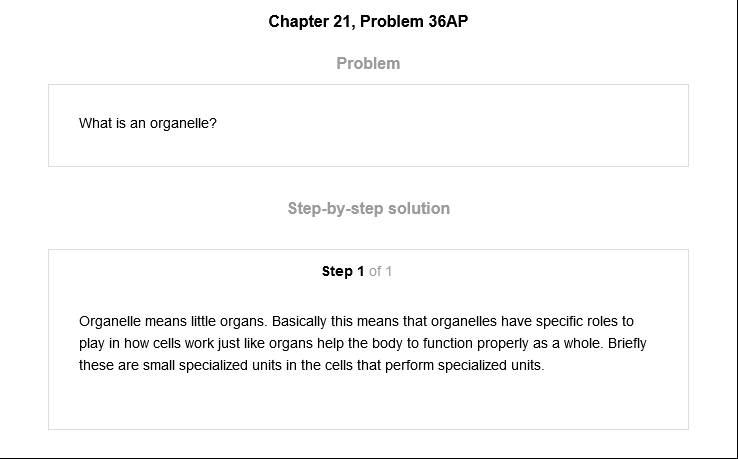 Chapter 21, Problem 36AP
Problem
What is an organelle?
Step-by-step solution
Step 1 of 1
Organelle means little organs. Basically this means that organelles have specific roles to
play in how cells work just like organs help the body to function properly as a whole. Briefly
these are small specialized units in the cells that perform specialized units.